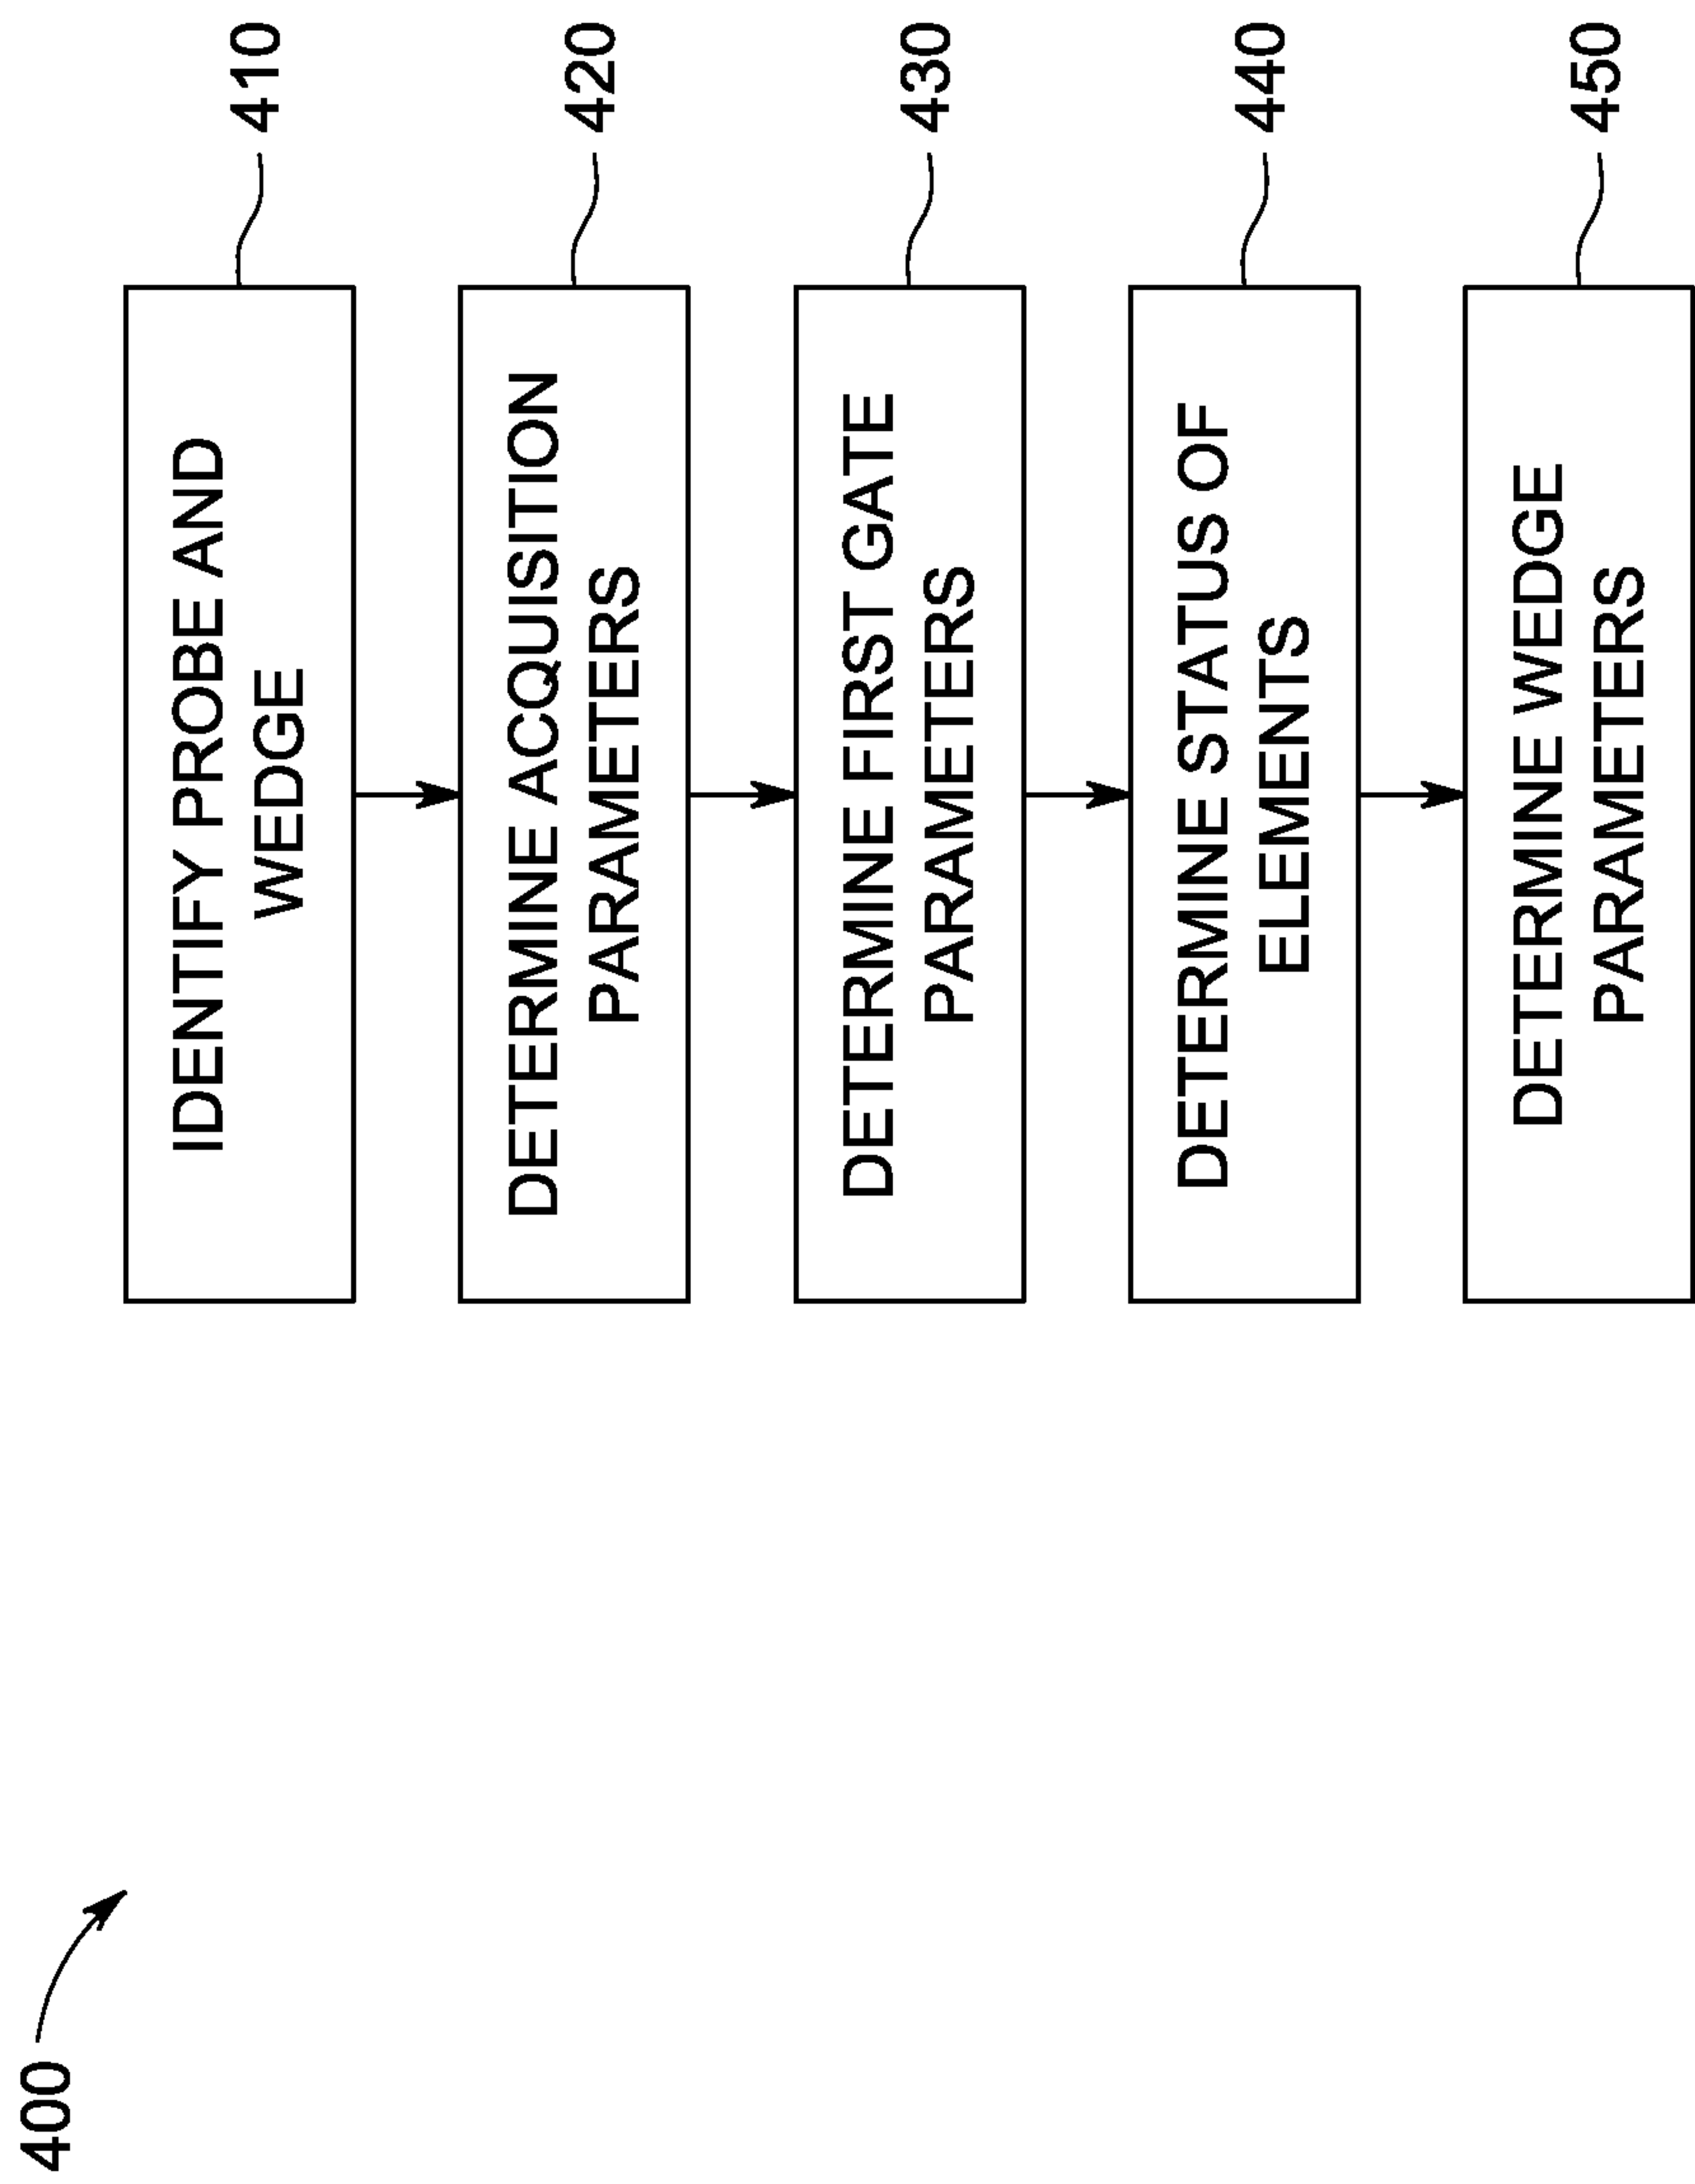 400
IDENTIFY PROBE AND
WEDGE
410
DETERMINE ACQUISITION
PARAMETERS
420
DETERMINE FIRST GATE
PARAMETERS
430
DETERMINE STATUS OF
ELEMENTS
440
DETERMINE WEDGE
PARAMETERS
450